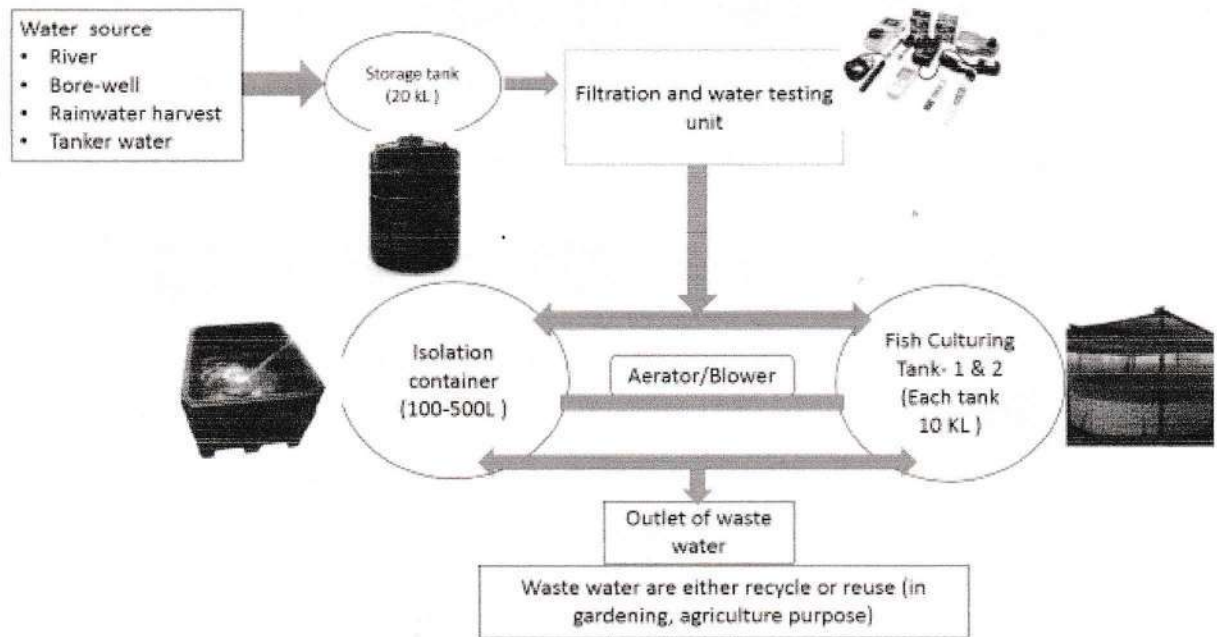 Water source
• River
• Bore-well
• Rainwater harvest
• Tanker water
Storage tank
(20 kL )
Filtration and water testing
unit
Isolation
container
(100-500L )
Aerator/Blower
Fish Culturing
Tank- 1 & 2
(Each tank
10 KL )
Outlet of waste
water
Waste water are either recycle or reuse (in
gardening, agriculture purpose)